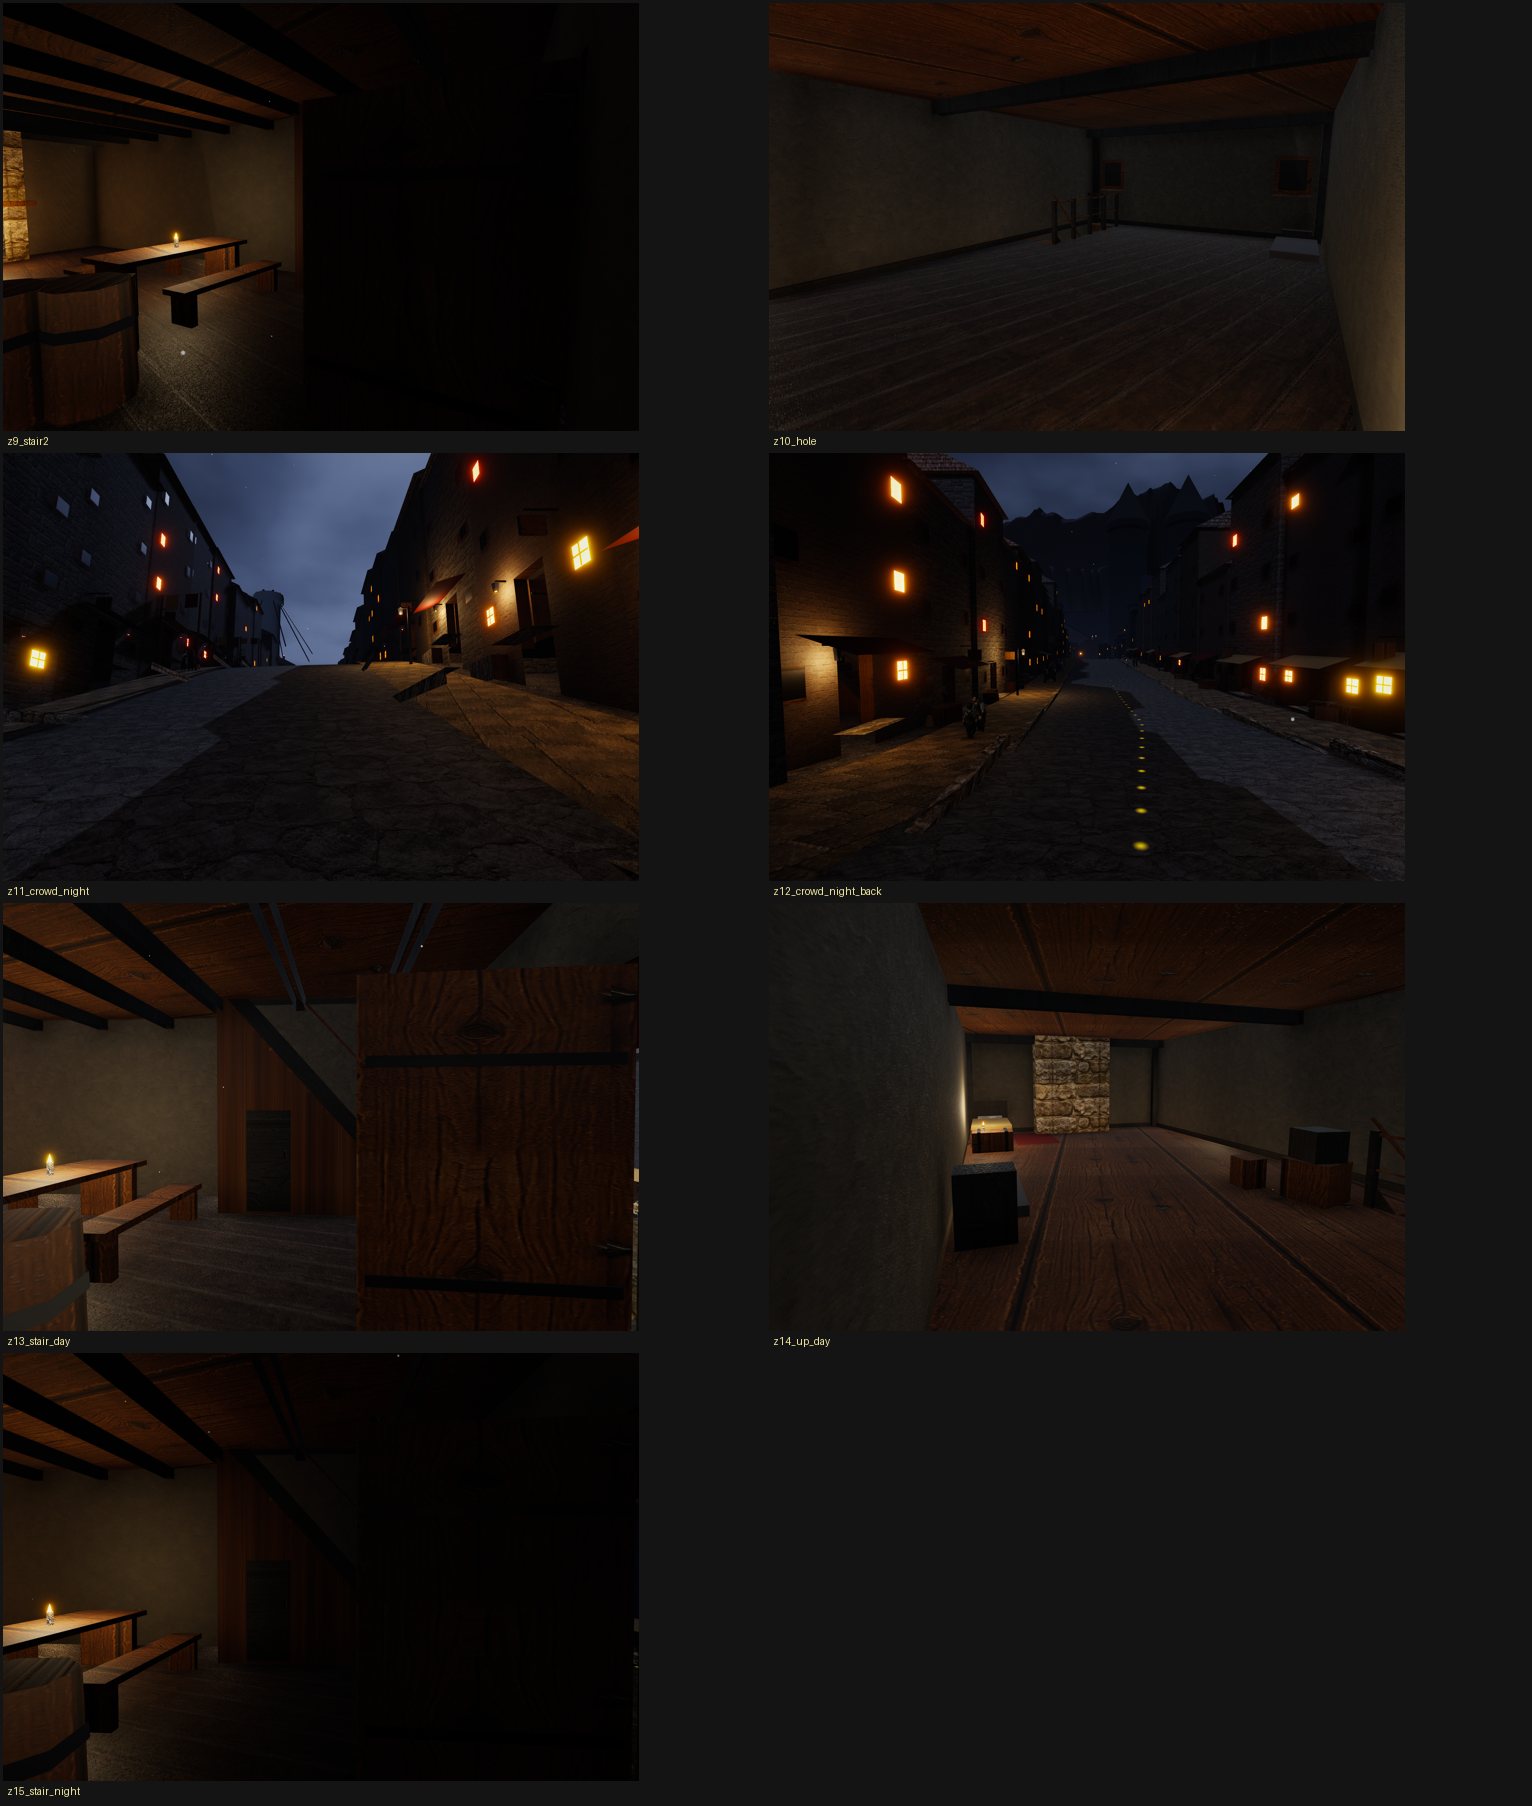 z9_stair2
z10_hole
z11_crowd_night
z12_crowd_night_back
z13_stair_day
z14_up_day
z15_stair_night